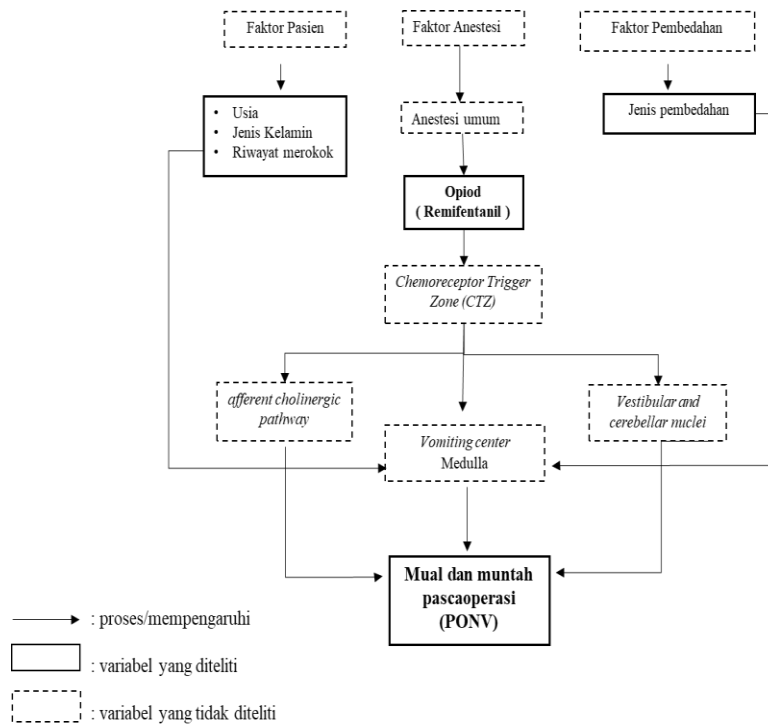 Faktor Pasien
Faktor Anestesi
Faktor Pembedahan
• Usia
• Jenis Kelamin
• Riwayat merokok
Anestesi umum
Jenis pembedahan
Opiod
( Remifentanil )
Chemoreceptor Trigger
Zone (CTZ)
afferent cholinergic
pathway
Vomiting center
Medulla
Vestibular and
cerebellar nuclei
Mual dan muntah
pascaoperasi
(PONV)
: proses/mempengaruhi
: variabel yang diteliti
: variabel yang tidak diteliti